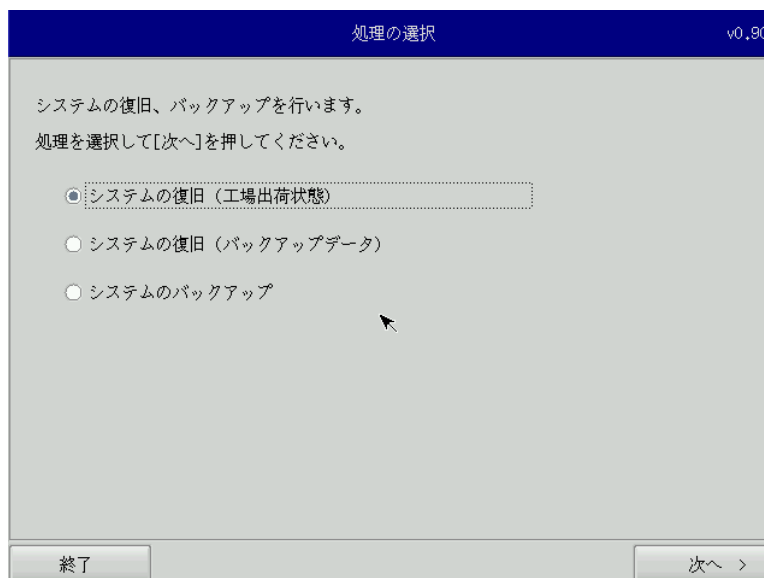 処理の選択
v0.90
システムの復旧、バックアップを行います。
処理を選択して[次へ]を押してください。
システムの復旧（工場出荷状態）
システムの復旧（バックアップデータ）
システムのバックアップ
終了
次へ >